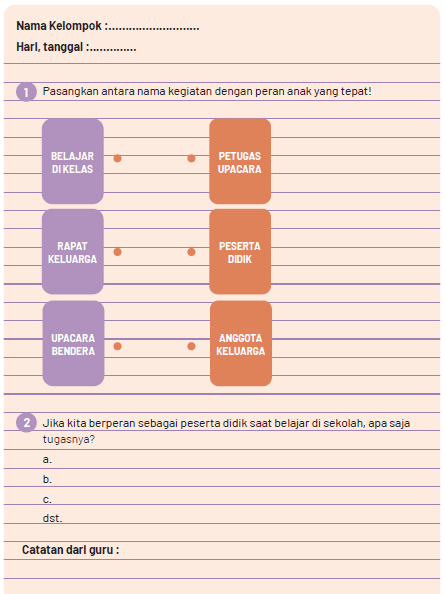 Nama Kelompok :...........................
Hari, tanggal :..............
1 Pasangkan antara nama kegiatan dengan peran anak yang tepat!
BELAJAR
DI KELAS
PETUGAS
UPACARA
RAPAT
KELUARGA
PESERTA
DIDIK
UPACARA
BENDERA
ANGGOTA
KELUARGA
2 Jika kita berperan sebagai peserta didik saat belajar di sekolah, apa saja
tugasnya?
a.
b.
c.
dst.
Catatan dari guru :